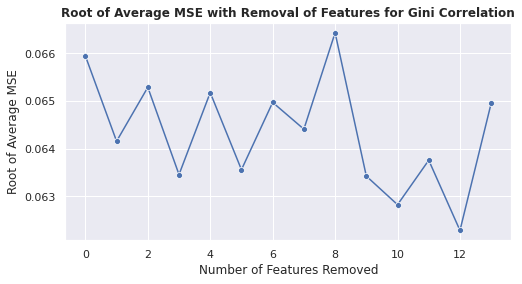 Root of Average MSE with Removal of Features for Gini Correlation
0.066
0.065
0.064
0.063
Root of Average MSE
0 2 4 6 8 10 12
Number of Features Removed